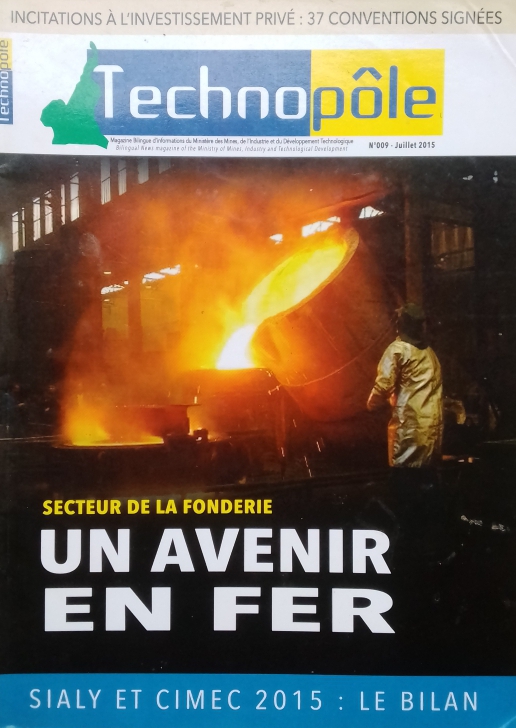 INCITATIONS À L'INVESTISSEMENT PRIVÉ : 37 CONVENTIONS SIGNÉES
Technopôle
Technopôle
Magazine Bilingue d'informations du Ministère des Mines, de l'Industrie et du Développement Technologique
Bilingual News magazine of the Ministry of Mines, Industry and Technological Development
N°009 - Juillet 2015
SECTEUR DE LA FONDERIE
UN AVENIR
EN FER
SIALY ET CIMEC 2015 : LE BILAN